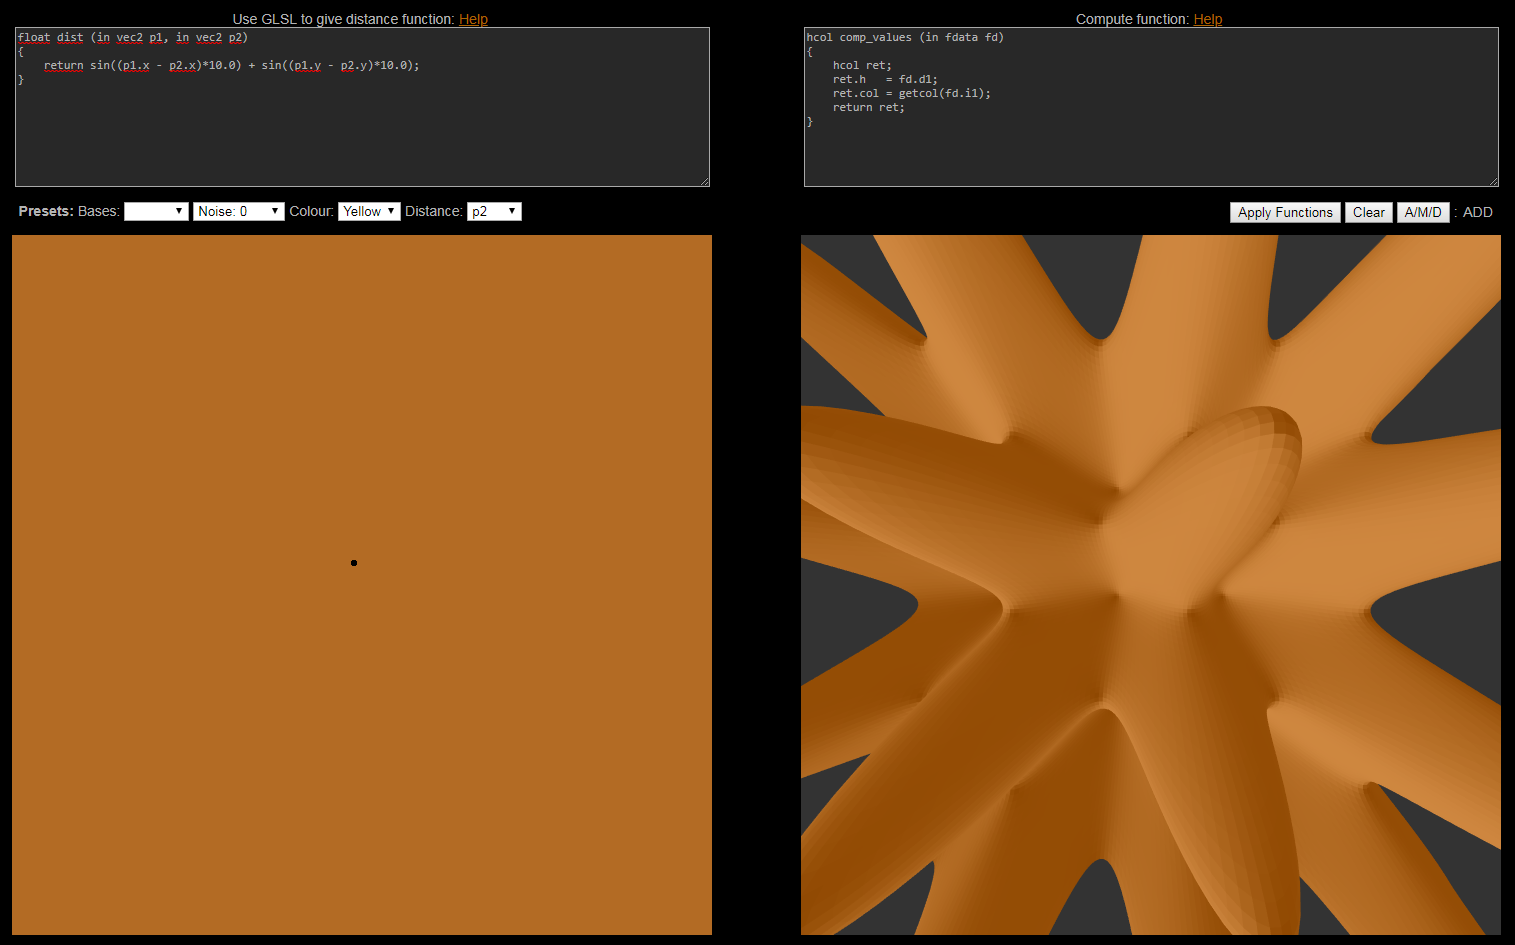 Use GLSL to give distance function: Help
float dist (in vec2 p1, in vec2 p2)
{
    return sin((p1.x - p2.x)*10.0) + sin((p1.y - p2.y)*10.0);
}
Compute function: Help
hcol comp_values (in fdata fd)
{
    hcol ret;
    ret.h   = fd.d1;
    ret.col = getcol(fd.i1);
    return ret;
}
Presets: Bases: Noise: 0 Colour: Yellow Distance: p2
Apply Functions Clear A/M/D : ADD